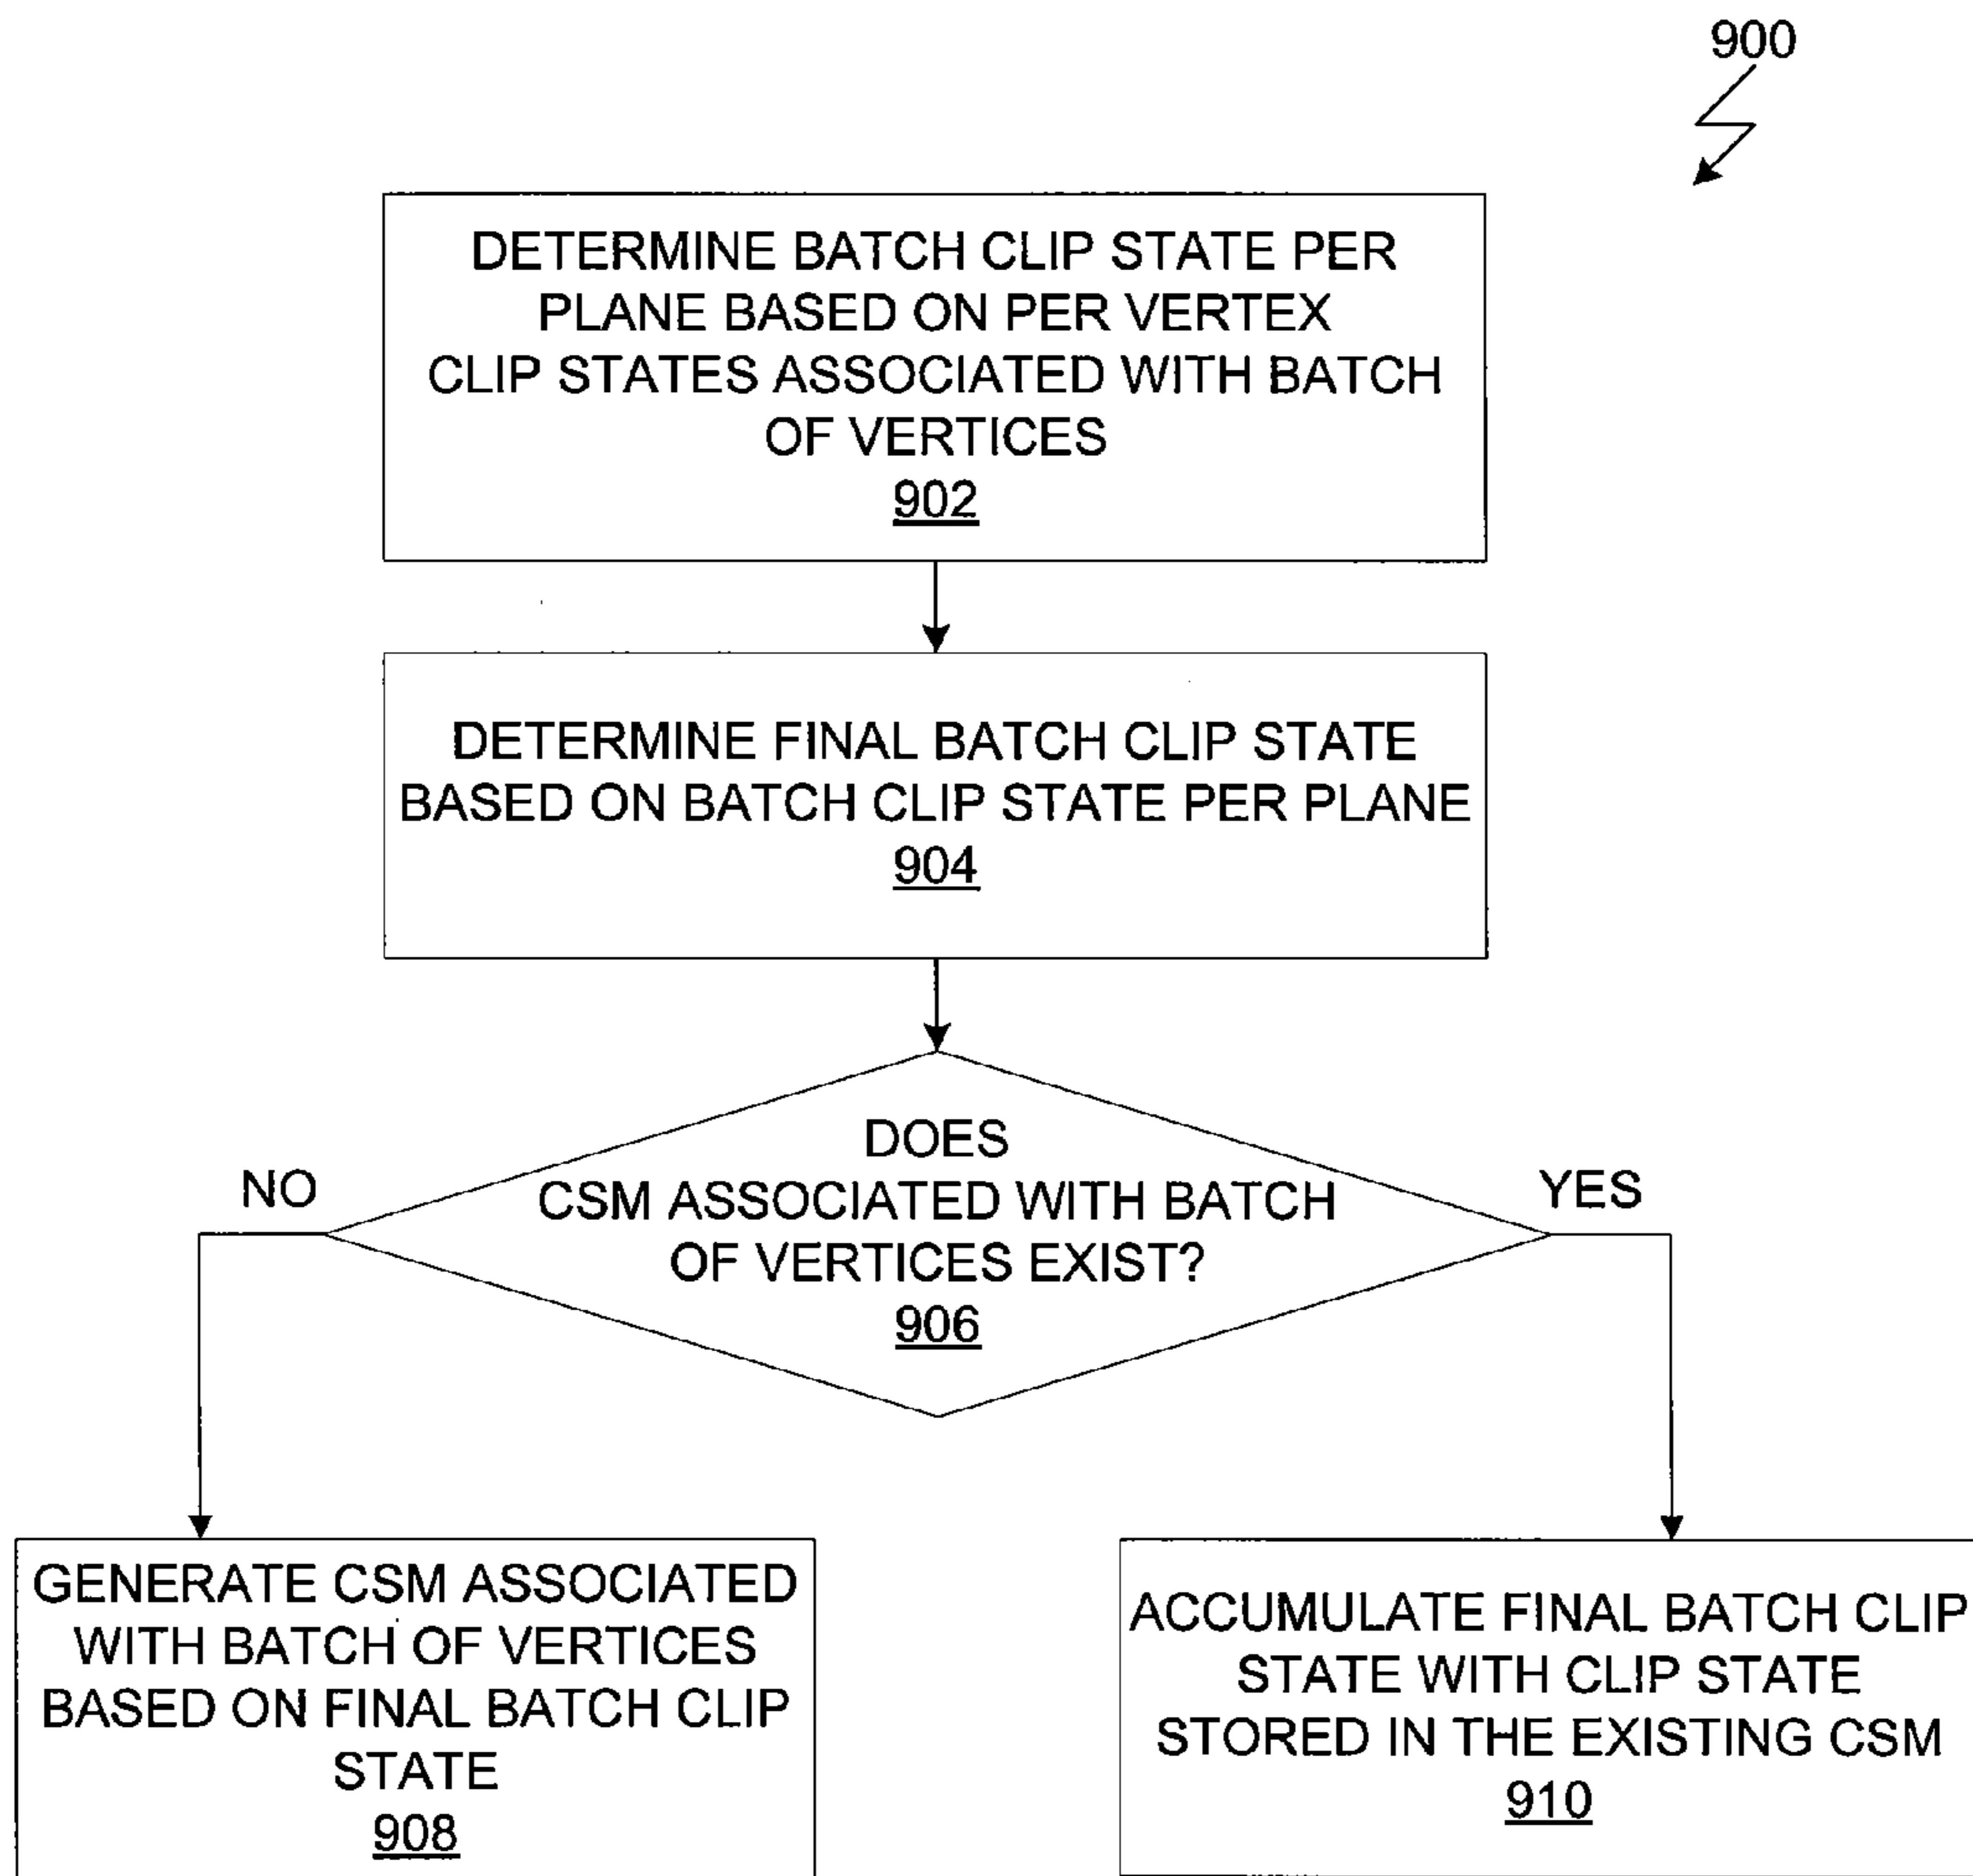 900
DETERMINE BATCH CLIP STATE PER
PLANE BASED ON PER VERTEX
CLIP STATES ASSOCIATED WITH BATCH
OF VERTICES
902
DETERMINE FINAL BATCH CLIP STATE
BASED ON BATCH CLIP STATE PER PLANE
904
DOES
CSM ASSOCIATED WITH BATCH
OF VERTICES EXIST?
906
NO
YES
GENERATE CSM ASSOCIATED
WITH BATCH OF VERTICES
BASED ON FINAL BATCH CLIP
STATE
908
ACCUMULATE FINAL BATCH CLIP
STATE WITH CLIP STATE
STORED IN THE EXISTING CSM
910